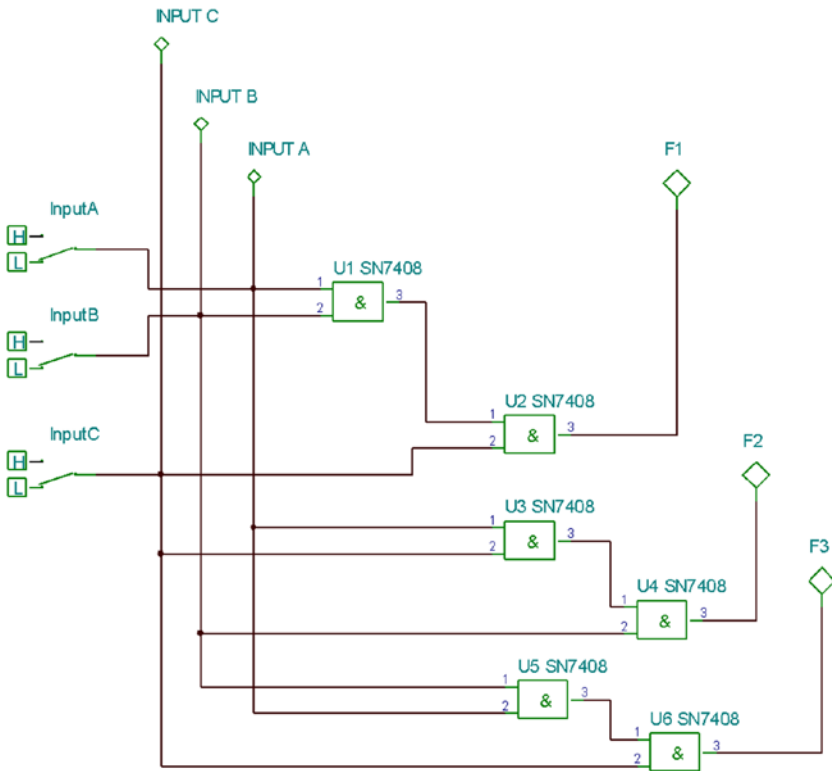 INPUT C
INPUT B
INPUT A
F1
InputA
H
L
U1 SN7408
1
2
3
&
InputB
H
L
U2 SN7408
1
2
3
&
InputC
H
L
F2
U3 SN7408
1
2
3
&
F3
U4 SN7408
1
2
3
&
U5 SN7408
1
2
3
&
U6 SN7408
1
2
3
&